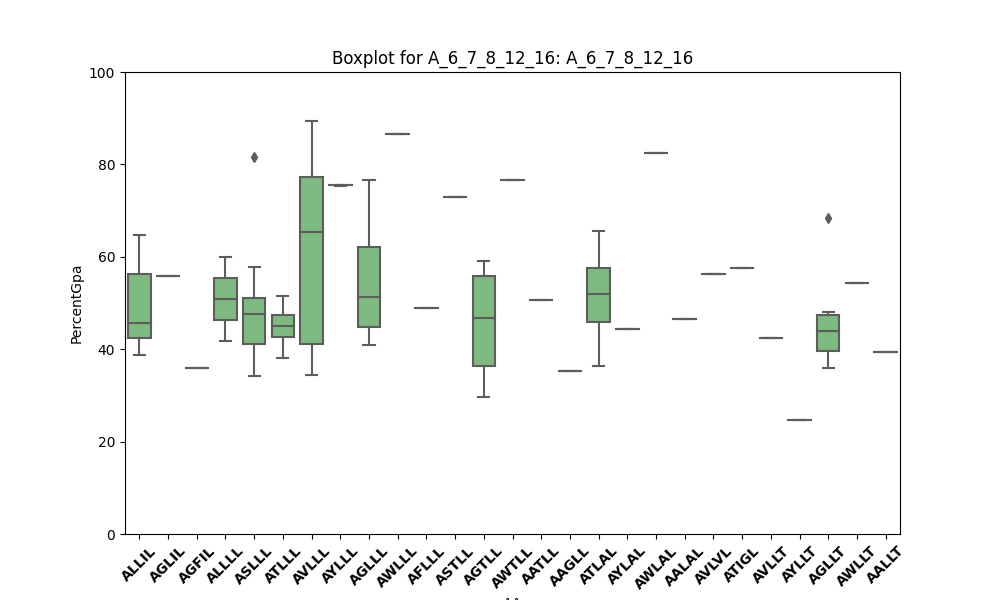 Boxplot for A_6_7_8_12_16: A_6_7_8_12_16
PercentGpa
100
80
60
40
20
0
ALLIL AGLIL AGFIL ALLLL ASLLL ATLLL AVLLL AYLLL AGLLL AWLLL AFLLL ASTLL AGTLL AWTLL AATLL AAGLL ATLAL AYLAL AWLAL AALAL AVLVL ATIGL AVLLT AYLLT AGLLT AWLLT AALLT